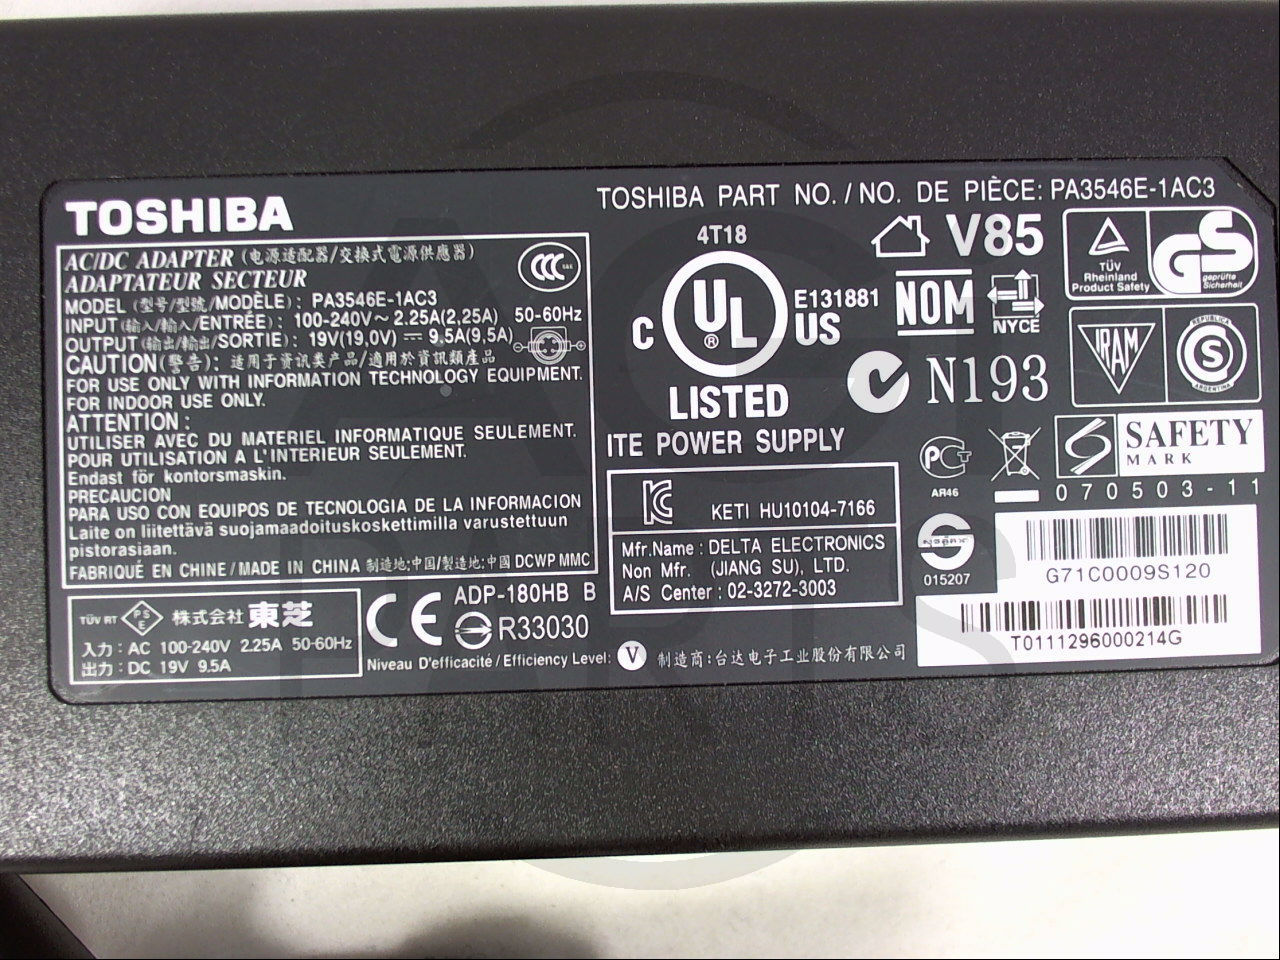 TOSHIBA
TOSHIBA PART NO./NO. DE PIÈCE: PA3546E-1AC3
AC/DC ADAPTER (电源适配器/交換式電源供應器)
ADAPTATEUR SECTEUR
MODEL (型号/型號/MODÈLE): PA3546E-1AC3
INPUT (输入/輸入/ENTRÉE): 100-240V~ 2.25A(2,25A) 50-60Hz
OUTPUT (输出/輸出/SORTIE): 19V(19,0V)⎓ 9.5A(9,5A)
CAUTION(警告): 适用于资讯类产品/適用於資訊類產品
FOR USE ONLY WITH INFORMATION TECHNOLOGY EQUIPMENT.
FOR INDOOR USE ONLY.
ATTENTION:
UTILISER AVEC DU MATERIEL INFORMATIQUE SEULEMENT.
POUR UTILISATION A L'INTERIEUR SEULEMENT.
Endast för kontorsmaskin.
PRECAUCION
PARA USO CON EQUIPOS DE TECNOLOGIA DE LA INFORMACION
Laite on liitettävä suojamaadoituskoskettimilla varustettuun
pistorasiaan.
FABRIQUÉ EN CHINE/MADE IN CHINA 制造地:中国/製造地:中國 DCWP MMC
TÜV RT PSE 株式会社 東芝
入力: AC 100-240V 2.25A 50-60Hz
出力: DC 19V 9.5A
CE ADP-180HB B
R33030
Niveau D'efficacité/Efficiency Level: V 制造商:台达电子工业股份有限公司
4T18
C UL US E131881
®
LISTED
ITE POWER SUPPLY
V85
NOM
NYCE
N193
TÜV
Rheinland
Product Safety
GS
geprüfte
Sicherheit
IRAM
REPUBLICA
S
ARGENTINA
KETI HU10104-7166
Mfr.Name: DELTA ELECTRONICS
Non Mfr. (JIANG SU), LTD.
A/S Center: 02-3272-3003
AR46
SAFETY
MARK
070503-11
015207
G71C0009S120
T0111296000214G